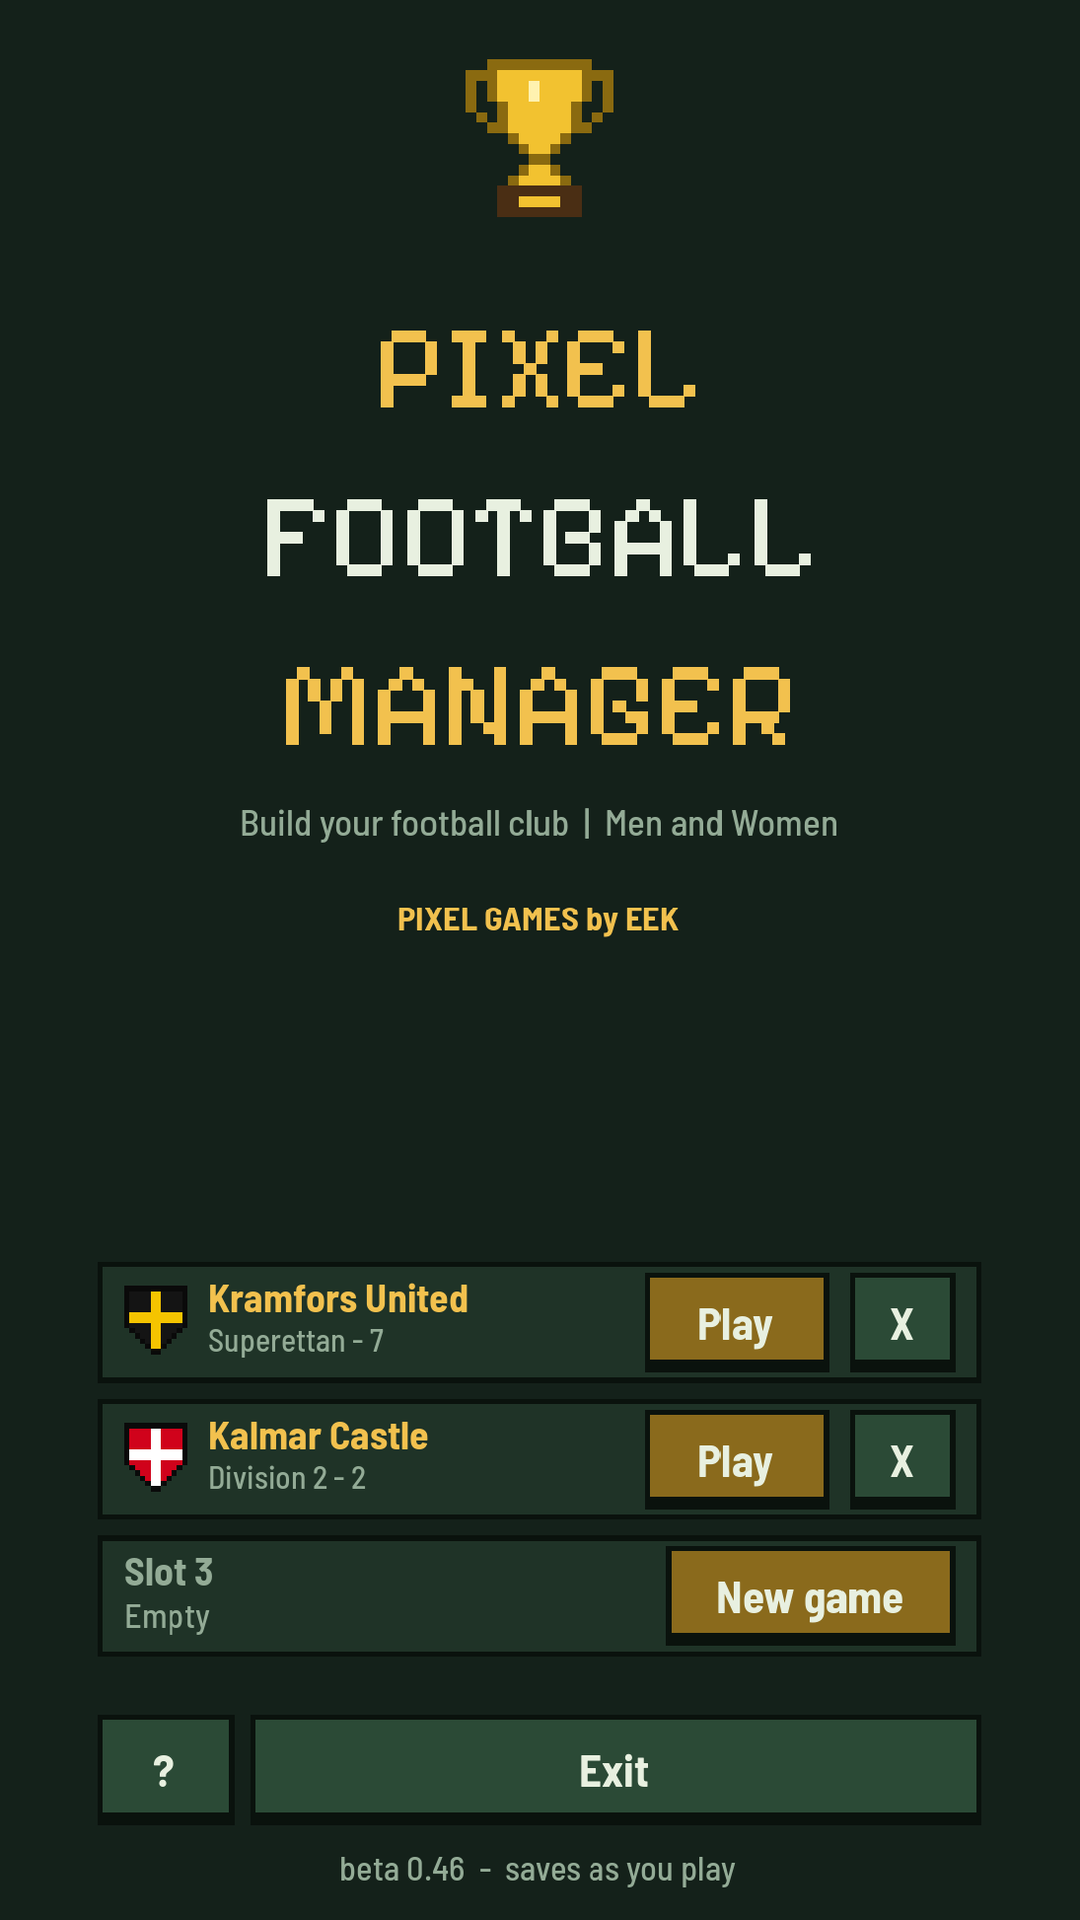 PIXEL
FOOTBALL
MANAGER
Build your football club | Men and Women
PIXEL GAMES by EEK
Kramfors United
Superettan - 7
Play
X
Kalmar Castle
Division 2 - 2
Play
X
Slot 3
Empty
New game
?
Exit
beta 0.46 - saves as you play